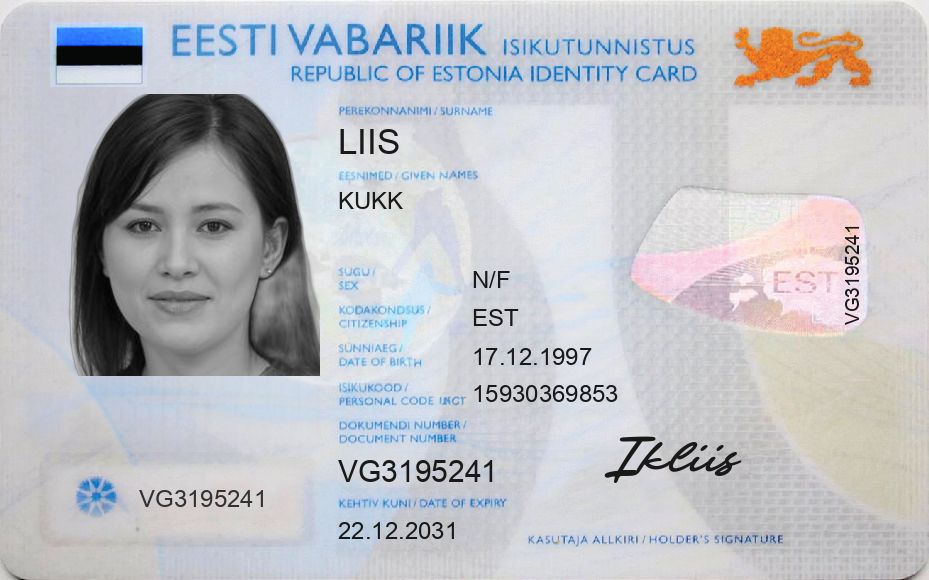 EESTI VABARIIK ISIKUTUNNISTUS
REPUBLIC OF ESTONIA IDENTITY CARD
PEREKONNANIMI / SURNAME
LIIS
EESNIMED / GIVEN NAMES
KUKK
SUGU /
SEX
N/F
KODAKONDSUS /
CITIZENSHIP
EST
SÜNNIAEG /
DATE OF BIRTH
17.12.1997
ISIKUKOOD /
PERSONAL CODE
15930369853
DOKUMENDI NUMBER /
DOCUMENT NUMBER
VG3195241
KEHTIV KUNI / DATE OF EXPIRY
22.12.2031
VG3195241
EST
VG3195241
Ikliis
KASUTAJA ALLKIRI / HOLDER'S SIGNATURE